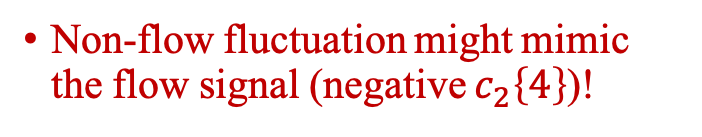 • Non-flow fluctuation might mimic
the flow signal (negative 𝑐₂{4})!